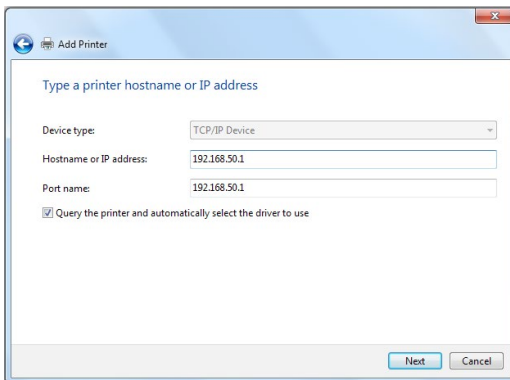 Add Printer
Type a printer hostname or IP address
Device type: TCP/IP Device
Hostname or IP address: 192.168.50.1
Port name: 192.168.50.1
Query the printer and automatically select the driver to use
Next Cancel